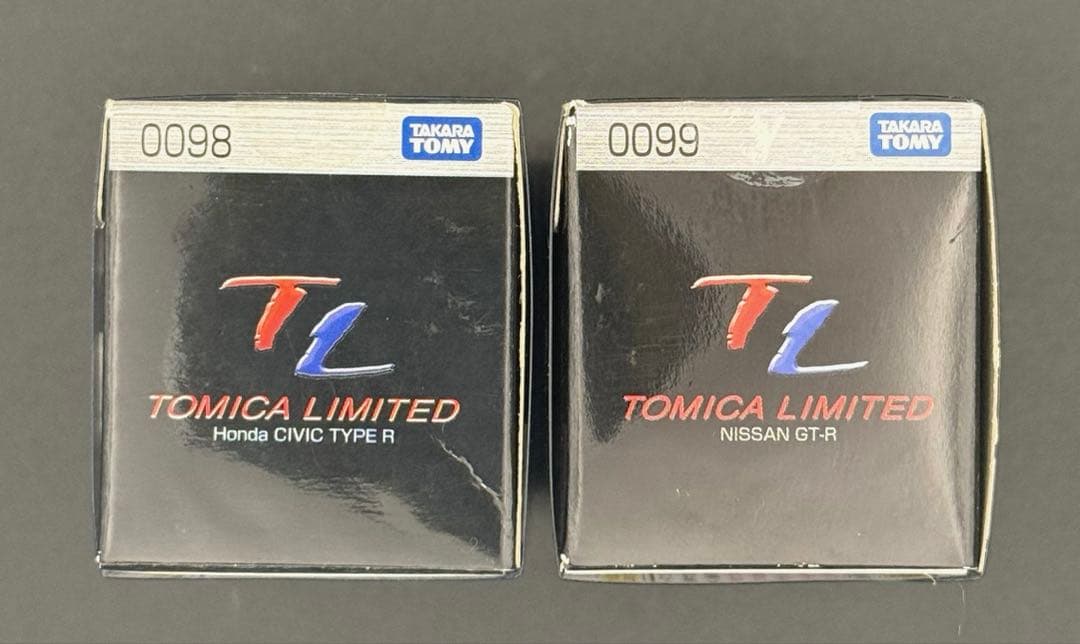 0098
TAKARA
TOMY
TL
TOMICA LIMITED
Honda CIVIC TYPE R
0099
TAKARA
TOMY
TL
TOMICA LIMITED
NISSAN GT-R